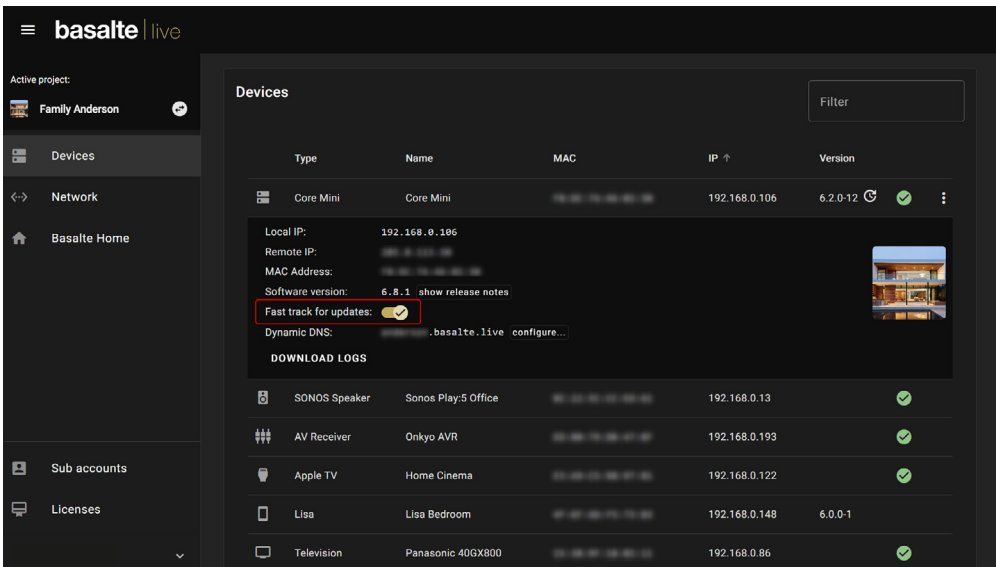 basalte live
Active project:
Family Anderson
Devices
Network
Basalte Home
Sub accounts
Licenses
Devices
Filter
Type Name MAC IP ↑ Version
Core Mini Core Mini 192.168.0.106 6.2.0-12
Local IP: 192.168.0.106
Remote IP:
MAC Address:
Software version: 6.8.1 show release notes
Fast track for updates:
Dynamic DNS: .basalte.live configure...
DOWNLOAD LOGS
SONOS Speaker Sonos Play:5 Office 192.168.0.13
AV Receiver Onkyo AVR 192.168.0.193
Apple TV Home Cinema 192.168.0.122
Lisa Lisa Bedroom 192.168.0.148 6.0.0-1
Television Panasonic 40GX800 192.168.0.86